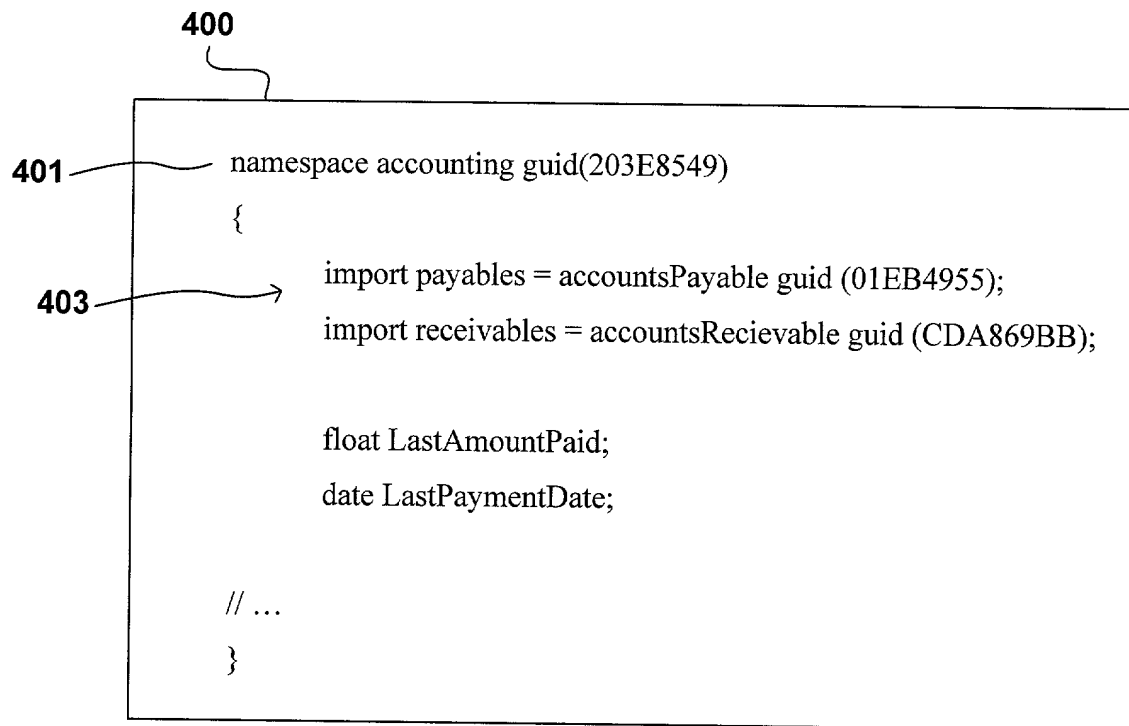 400
401 namespace accounting guid(203E8549)
{
403 import payables = accountsPayable guid (01EB4955);
import receivables = accountsRecievable guid (CDA869BB);
float LastAmountPaid;
date LastPaymentDate;
// ...
}